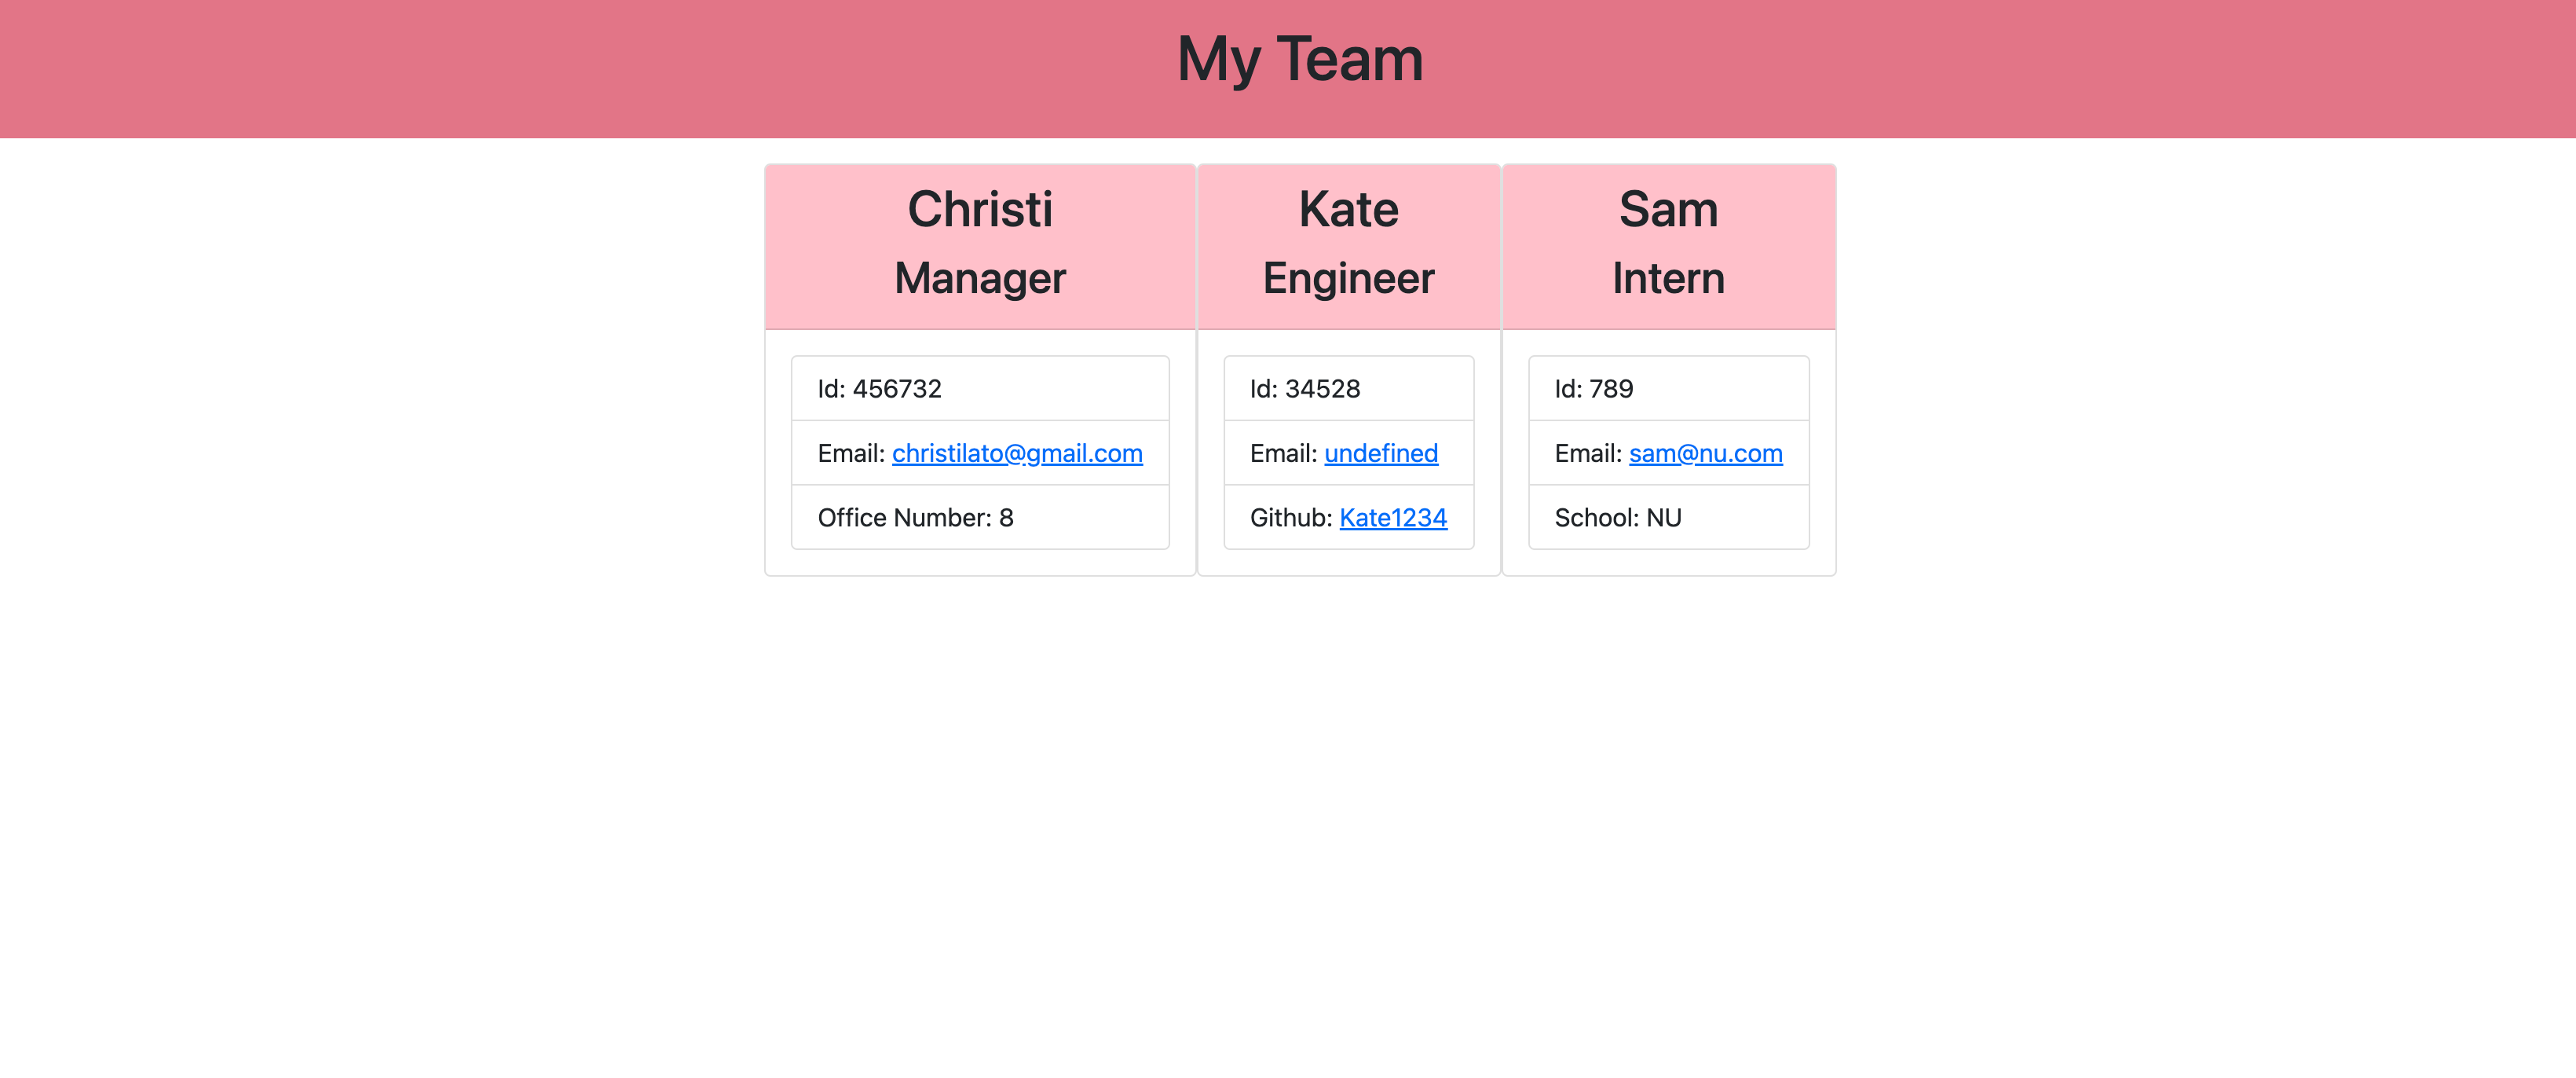 My Team
Christi
Manager
Id: 456732
Email: christilato@gmail.com
Office Number: 8
Kate
Engineer
Id: 34528
Email: undefined
Github: Kate1234
Sam
Intern
Id: 789
Email: sam@nu.com
School: NU